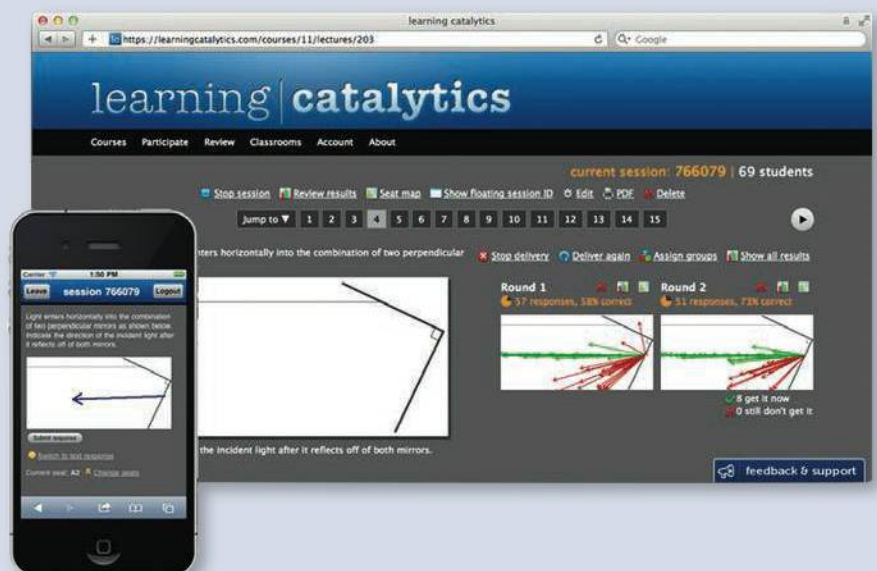 learning catalytics
https://learningcatalytics.com/courses/11/lectures/203
Google
learning | catalytics
Courses Participate Review Classrooms Account About
current session: 766079 | 69 students
Stop session Review results Seat map Show floating session ID Edit PDF Delete
Jump to ▼ 1 2 3 4 5 6 7 8 9 10 11 12 13 14 15
nters horizontally into the combination of two perpendicular
Stop delivery Deliver again Assign groups Show all results
Round 1
57 responses, 58% correct
Round 2
51 responses, 73% correct
8 get it now
0 still don't get it
the incident light after it reflects off of both mirrors.
feedback & support
Carrier 1:50 PM
Leave session 766079 Logout
Light enters horizontally into the combination
of two perpendicular mirrors as shown below.
Indicate the direction of the incident light after
it reflects off of both mirrors.
Submit response
Switch to text response
Current seat: A2 Change seats